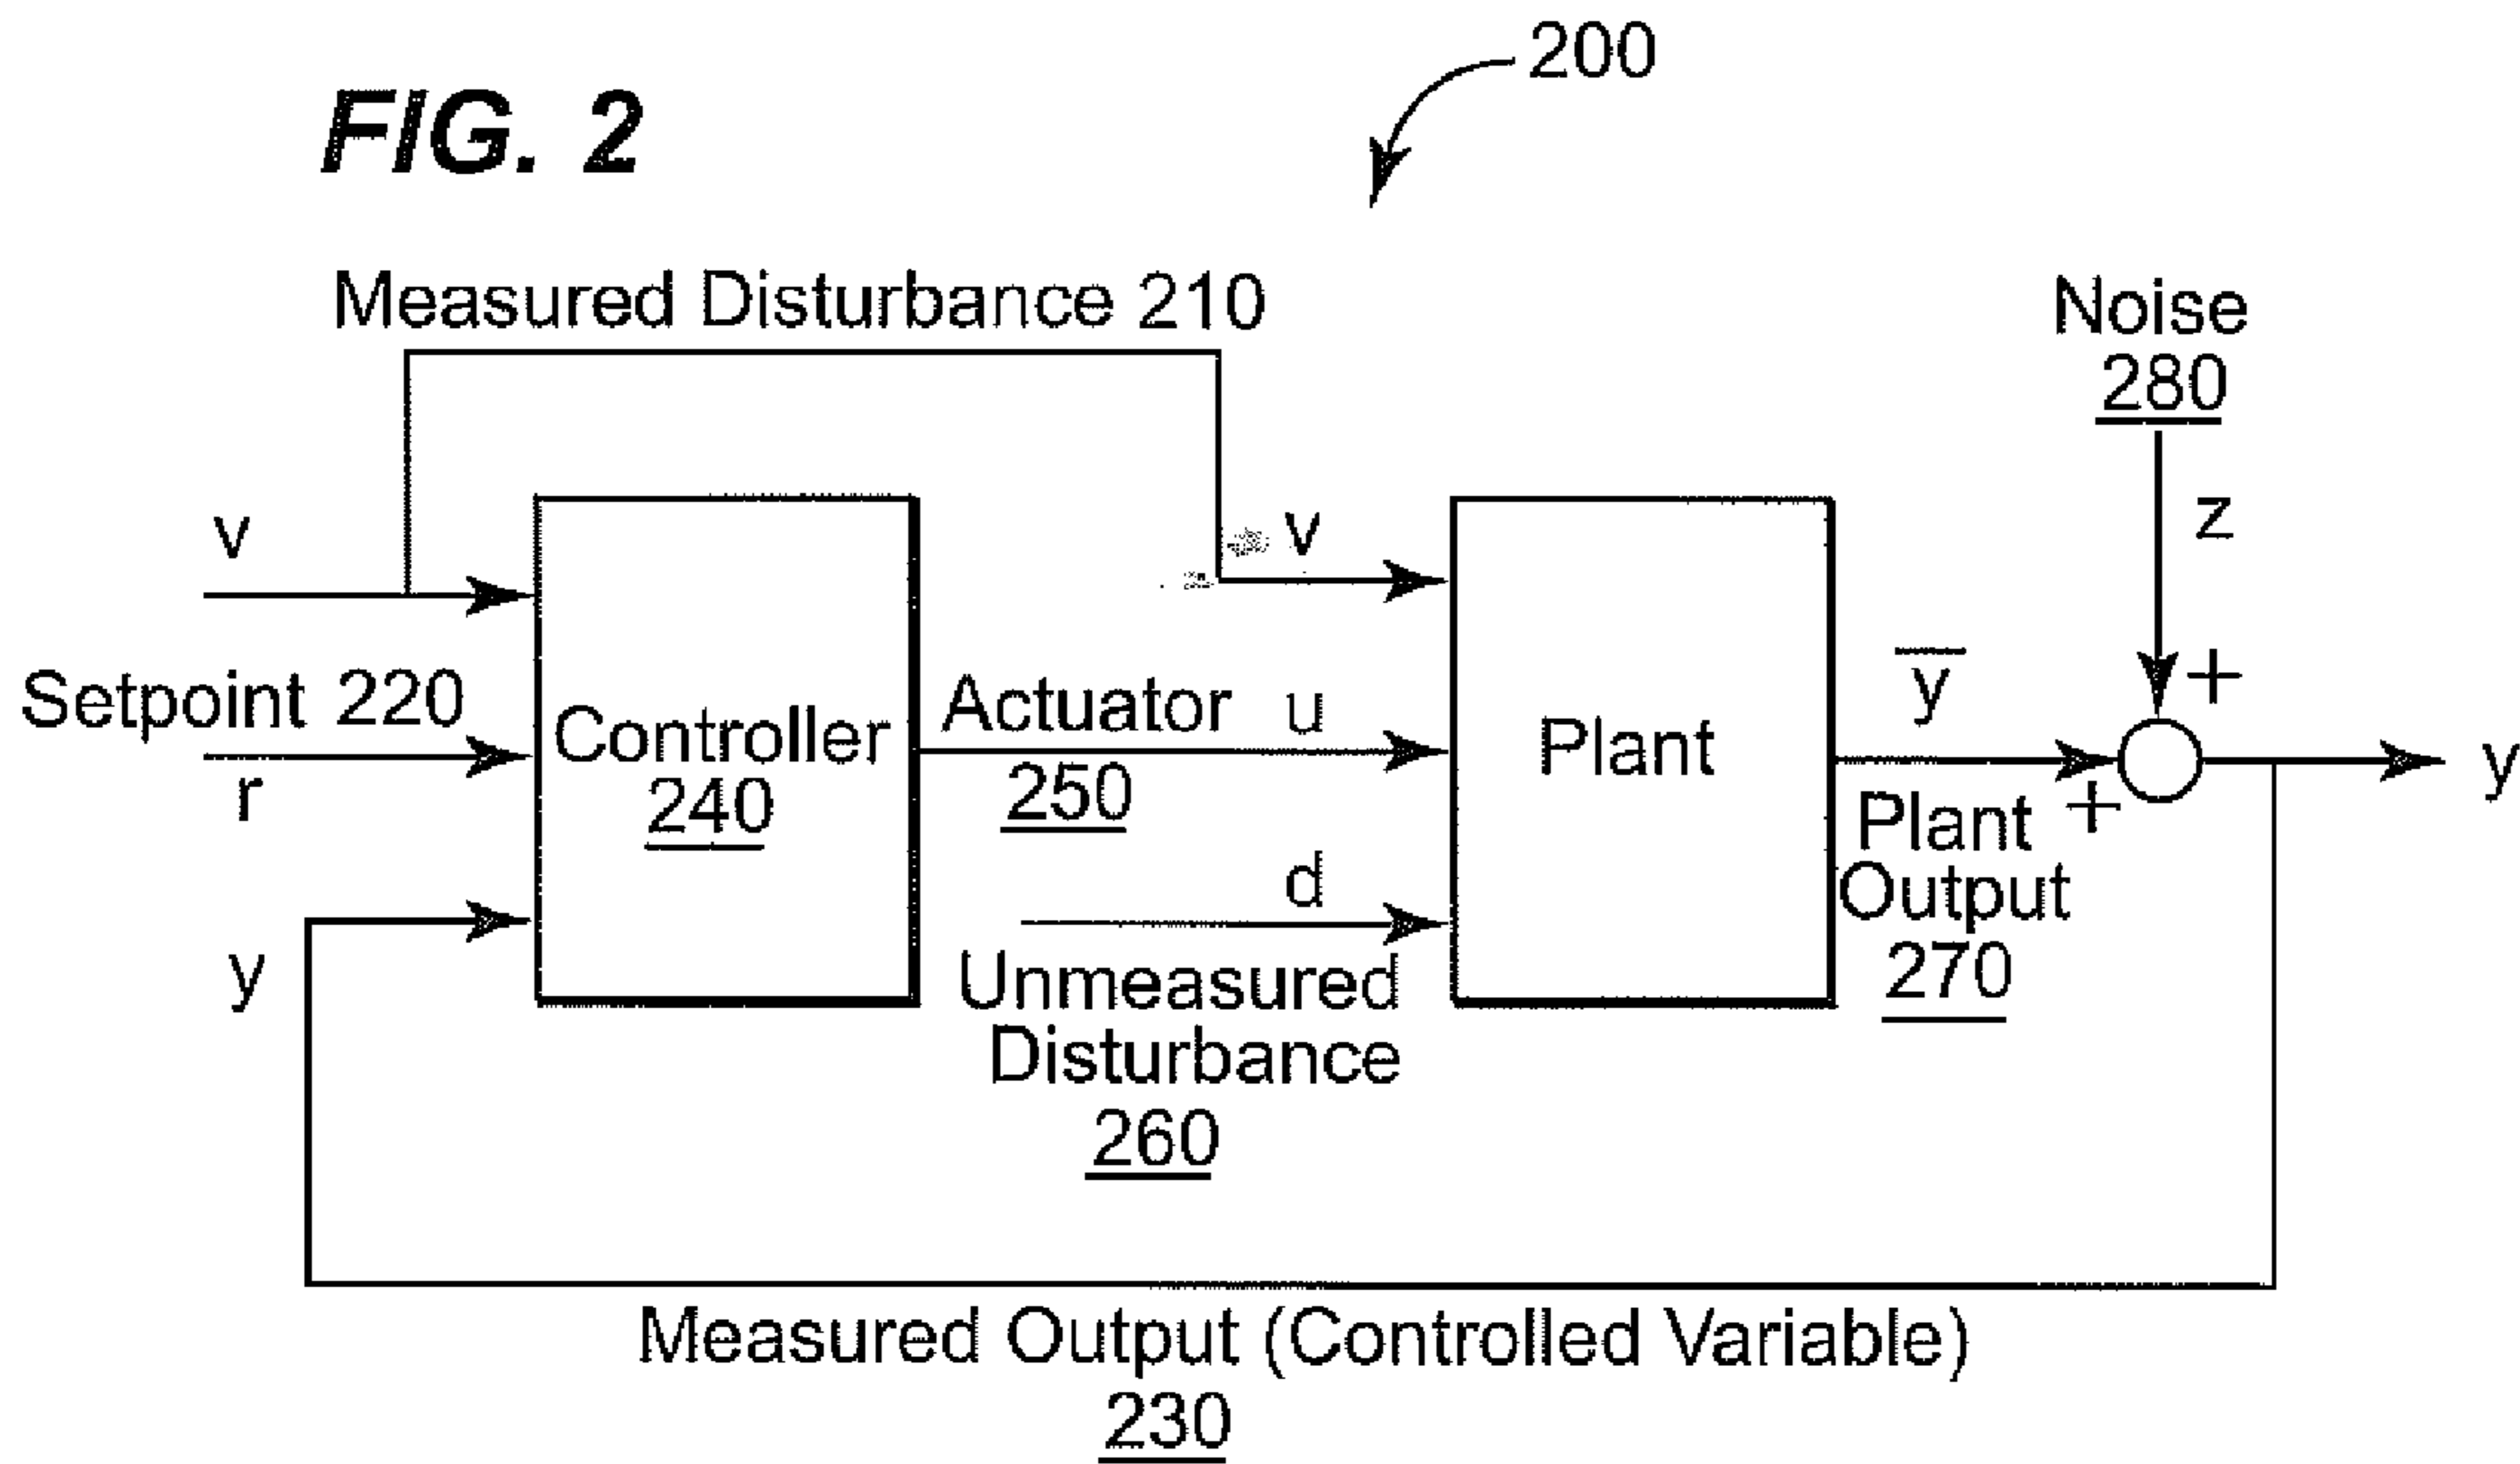 FIG. 2
200
Measured Disturbance 210
Noise
280
v
v
z
Setpoint 220
r
Controller
240
Actuator u
250
Plant
y̅
+
+
y
Plant
Output
270
d
Unmeasured
Disturbance
260
y
Measured Output (Controlled Variable)
230